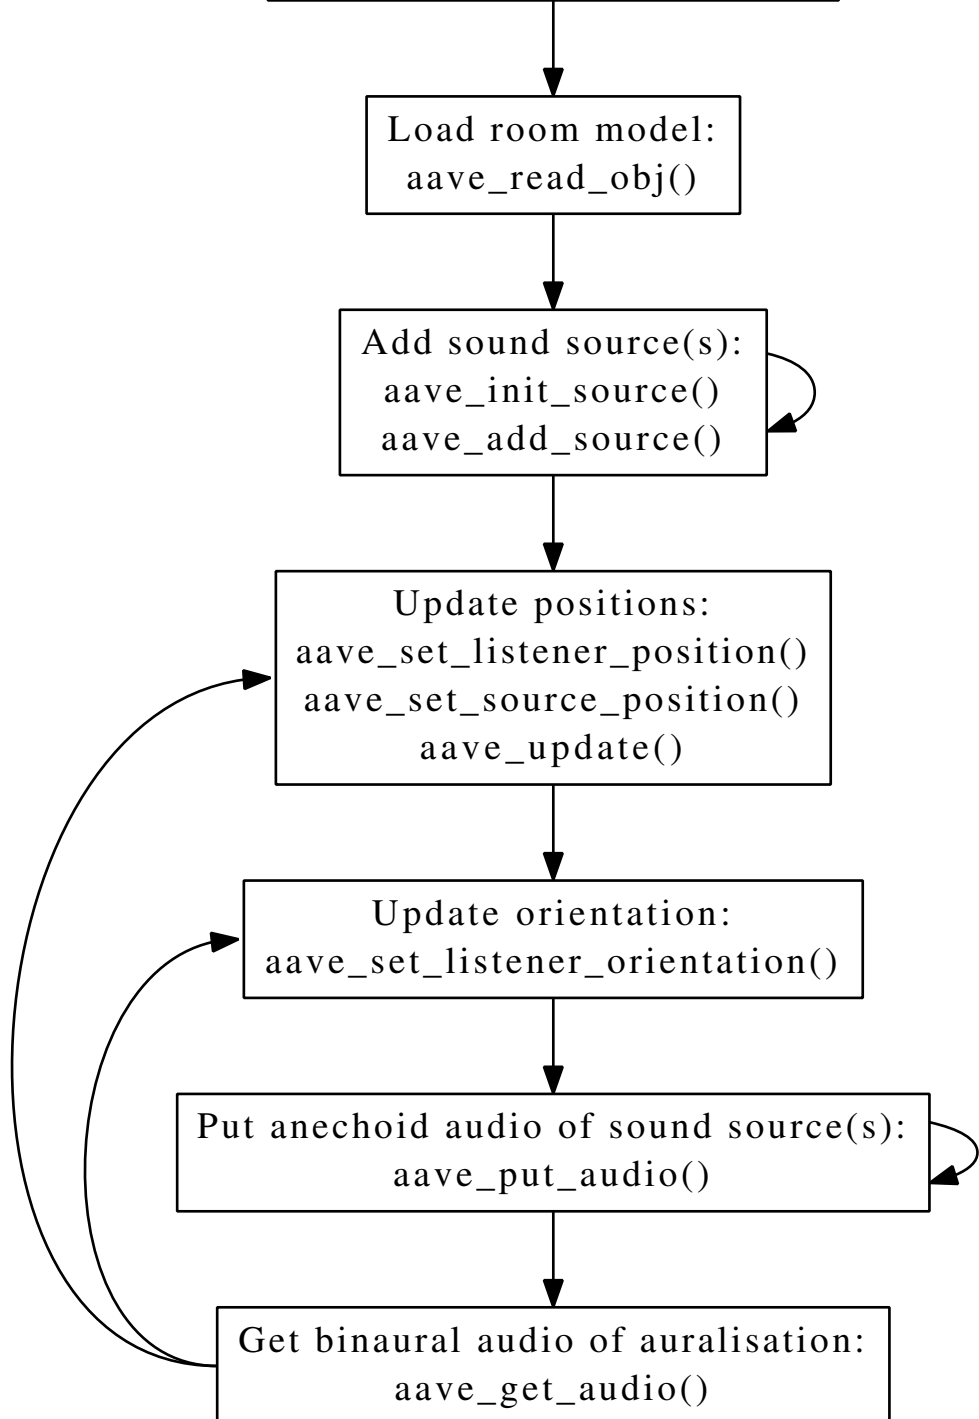 Load room model:
aave_read_obj()
Add sound source(s):
aave_init_source()
aave_add_source()
Update positions:
aave_set_listener_position()
aave_set_source_position()
aave_update()
Update orientation:
aave_set_listener_orientation()
Put anechoid audio of sound source(s):
aave_put_audio()
Get binaural audio of auralisation:
aave_get_audio()